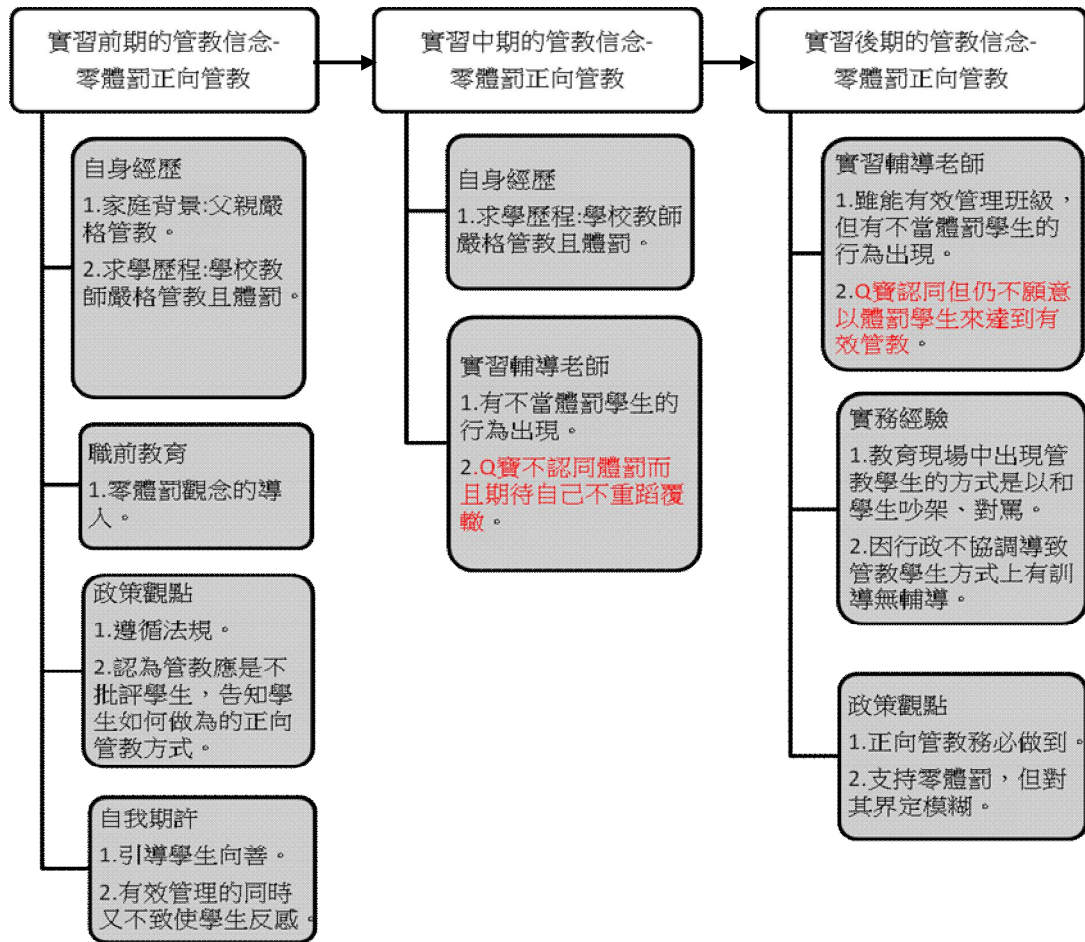 實習前期的管教信念-
零體罰正向管教
自身經歷
1.家庭背景:父親嚴
格管教。
2.求學歷程:學校教
師嚴格管教且體罰。
職前教育
1.零體罰觀念的導
入。
政策觀點
1.遵循法規。
2.認為管教應是不
批評學生，告知學
生如何做為的正向
管教方式。
自我期許
1.引導學生向善。
2.有效管理的同時
又不致使學生反感。
實習中期的管教信念-
零體罰正向管教
自身經歷
1.求學歷程:學校教師
嚴格管教且體罰。
實習輔導老師
1.有不當體罰學生的
行為出現。
2.Q寶不認同體罰而
且期待自己不重蹈覆
轍。
實習後期的管教信念-
零體罰正向管教
實習輔導老師
1.雖能有效管理班級，
但有不當體罰學生的
行為出現。
2.Q寶認同但仍不願意
以體罰學生來達到有
效管教。
實務經驗
1.教育現場中出現管
教學生的方式是以和
學生吵架、對罵。
2.因行政不協調導致
管教學生方式上有訓
導無輔導。
政策觀點
1.正向管教務必做到。
2.支持零體罰，但對
其界定模糊。